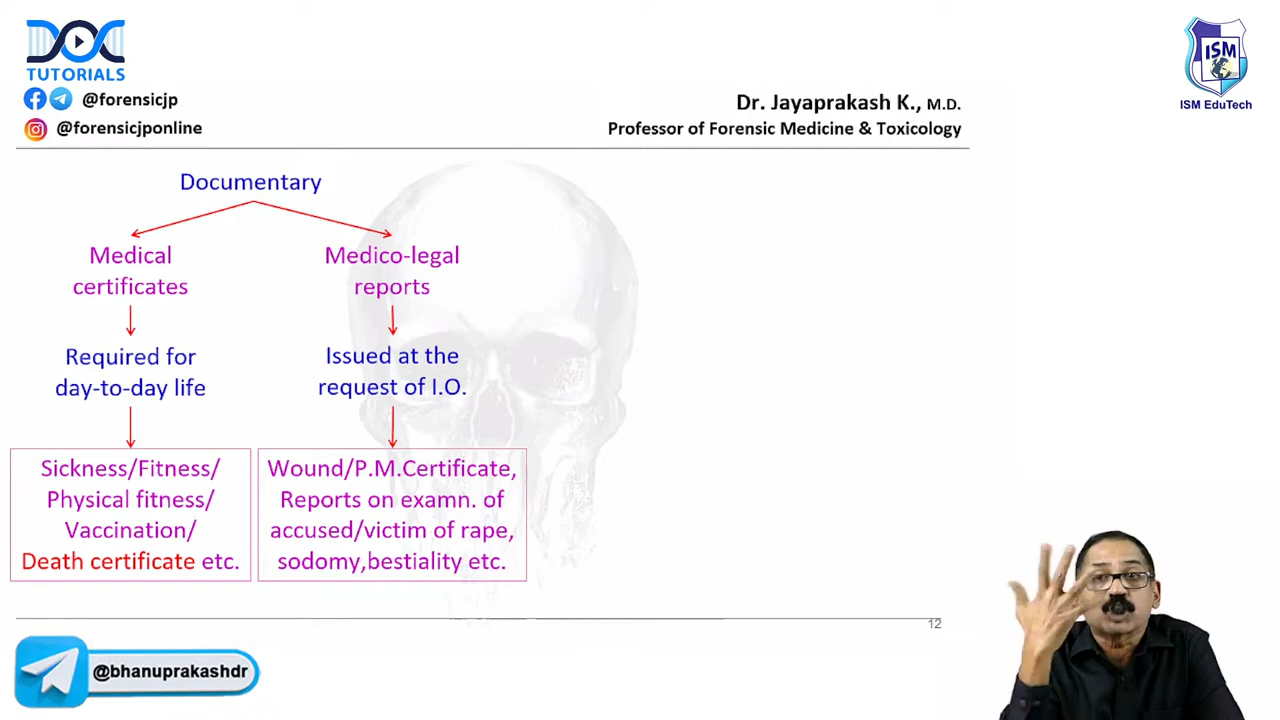 TUTORIALS
@forensicjp
@forensicjponline
ISM
ISM EduTech
Dr. Jayaprakash K., M.D.
Professor of Forensic Medicine & Toxicology
Documentary
Medical
certificates
Required for
day-to-day life
Sickness/Fitness/
Physical fitness/
Vaccination/
Death certificate etc.
Medico-legal
reports
Issued at the
request of I.O.
Wound/P.M.Certificate,
Reports on examn. of
accused/victim of rape,
sodomy,bestiality etc.
12
@bhanuprakashdr